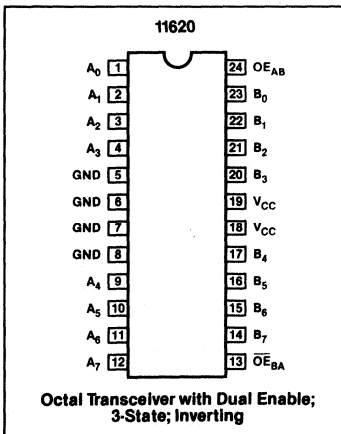 11620
A0 1 24 OEAB
A1 2 23 B0
A2 3 22 B1
A3 4 21 B2
GND 5 20 B3
GND 6 19 VCC
GND 7 18 VCC
GND 8 17 B4
A4 9 16 B5
A5 10 15 B6
A6 11 14 B7
A7 12 13 O̅E̅BA
Octal Transceiver with Dual Enable;
3-State; Inverting